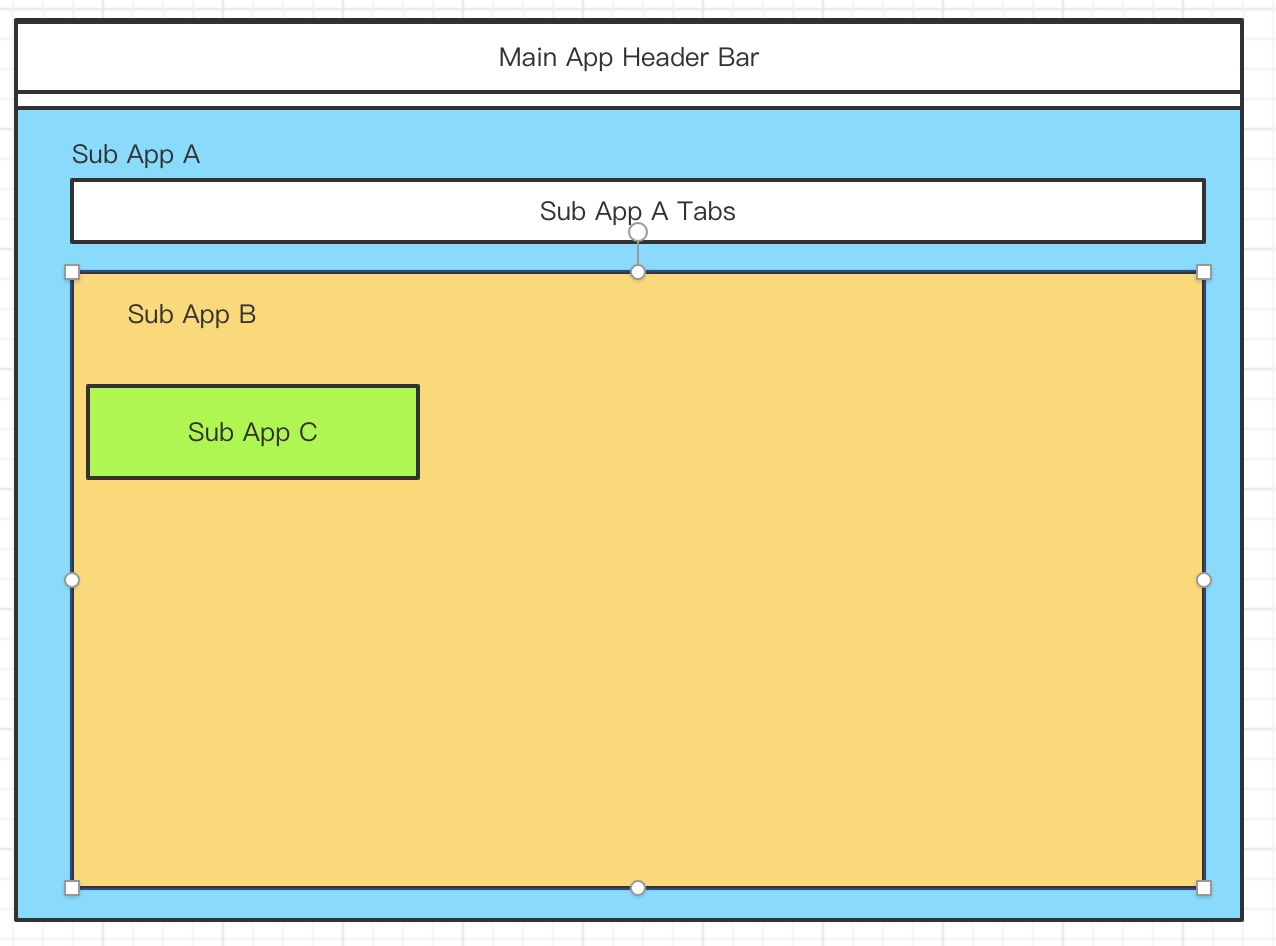 Main App Header Bar
Sub App A
Sub App A Tabs
Sub App B
Sub App C